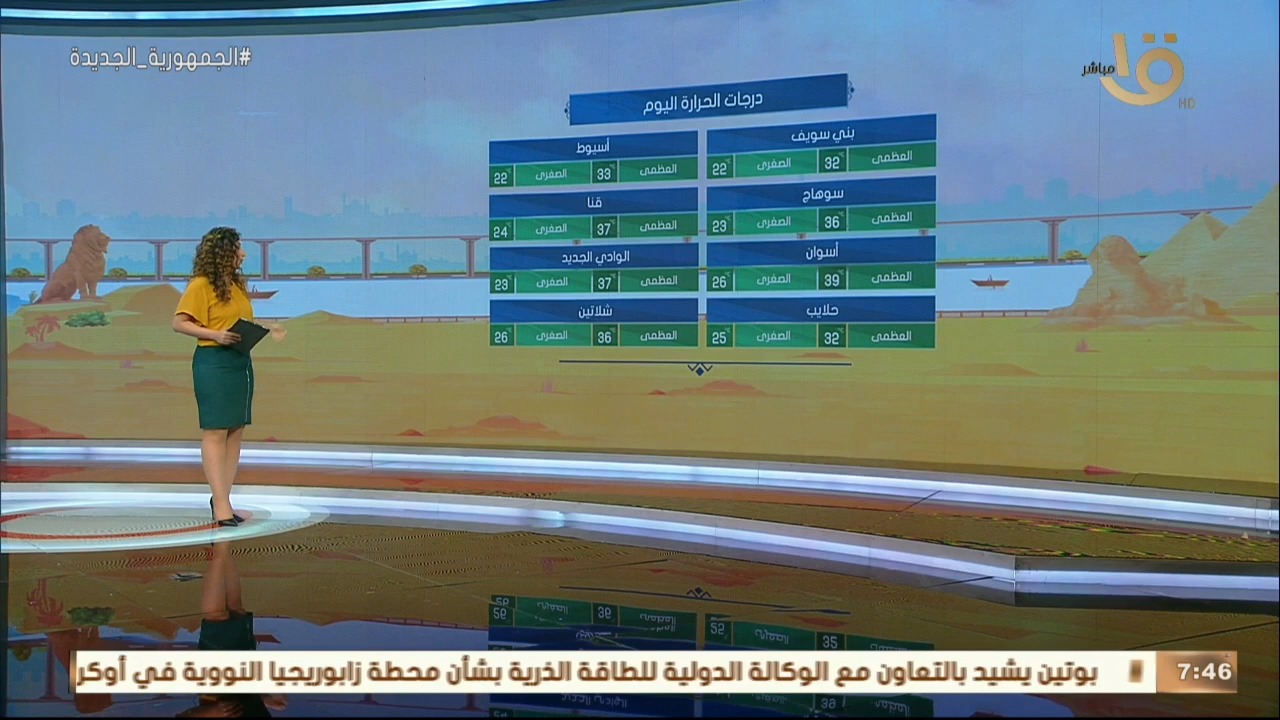 #الجمهورية_الجديدة
مباشر
HD
درجات الحرارة اليوم
بني سويف
العظمى 32 الصغرى 22
أسيوط
العظمى 33 الصغرى 22
سوهاج
العظمى 36 الصغرى 23
قنا
العظمى 37 الصغرى 24
أسوان
العظمى 39 الصغرى 26
الوادي الجديد
العظمى 37 الصغرى 23
حلايب
العظمى 32 الصغرى 25
شلاتين
العظمى 36 الصغرى 26
7:46
بوتين يشيد بالتعاون مع الوكالة الدولية للطاقة الذرية بشأن محطة زابوريجيا النووية في أوكر